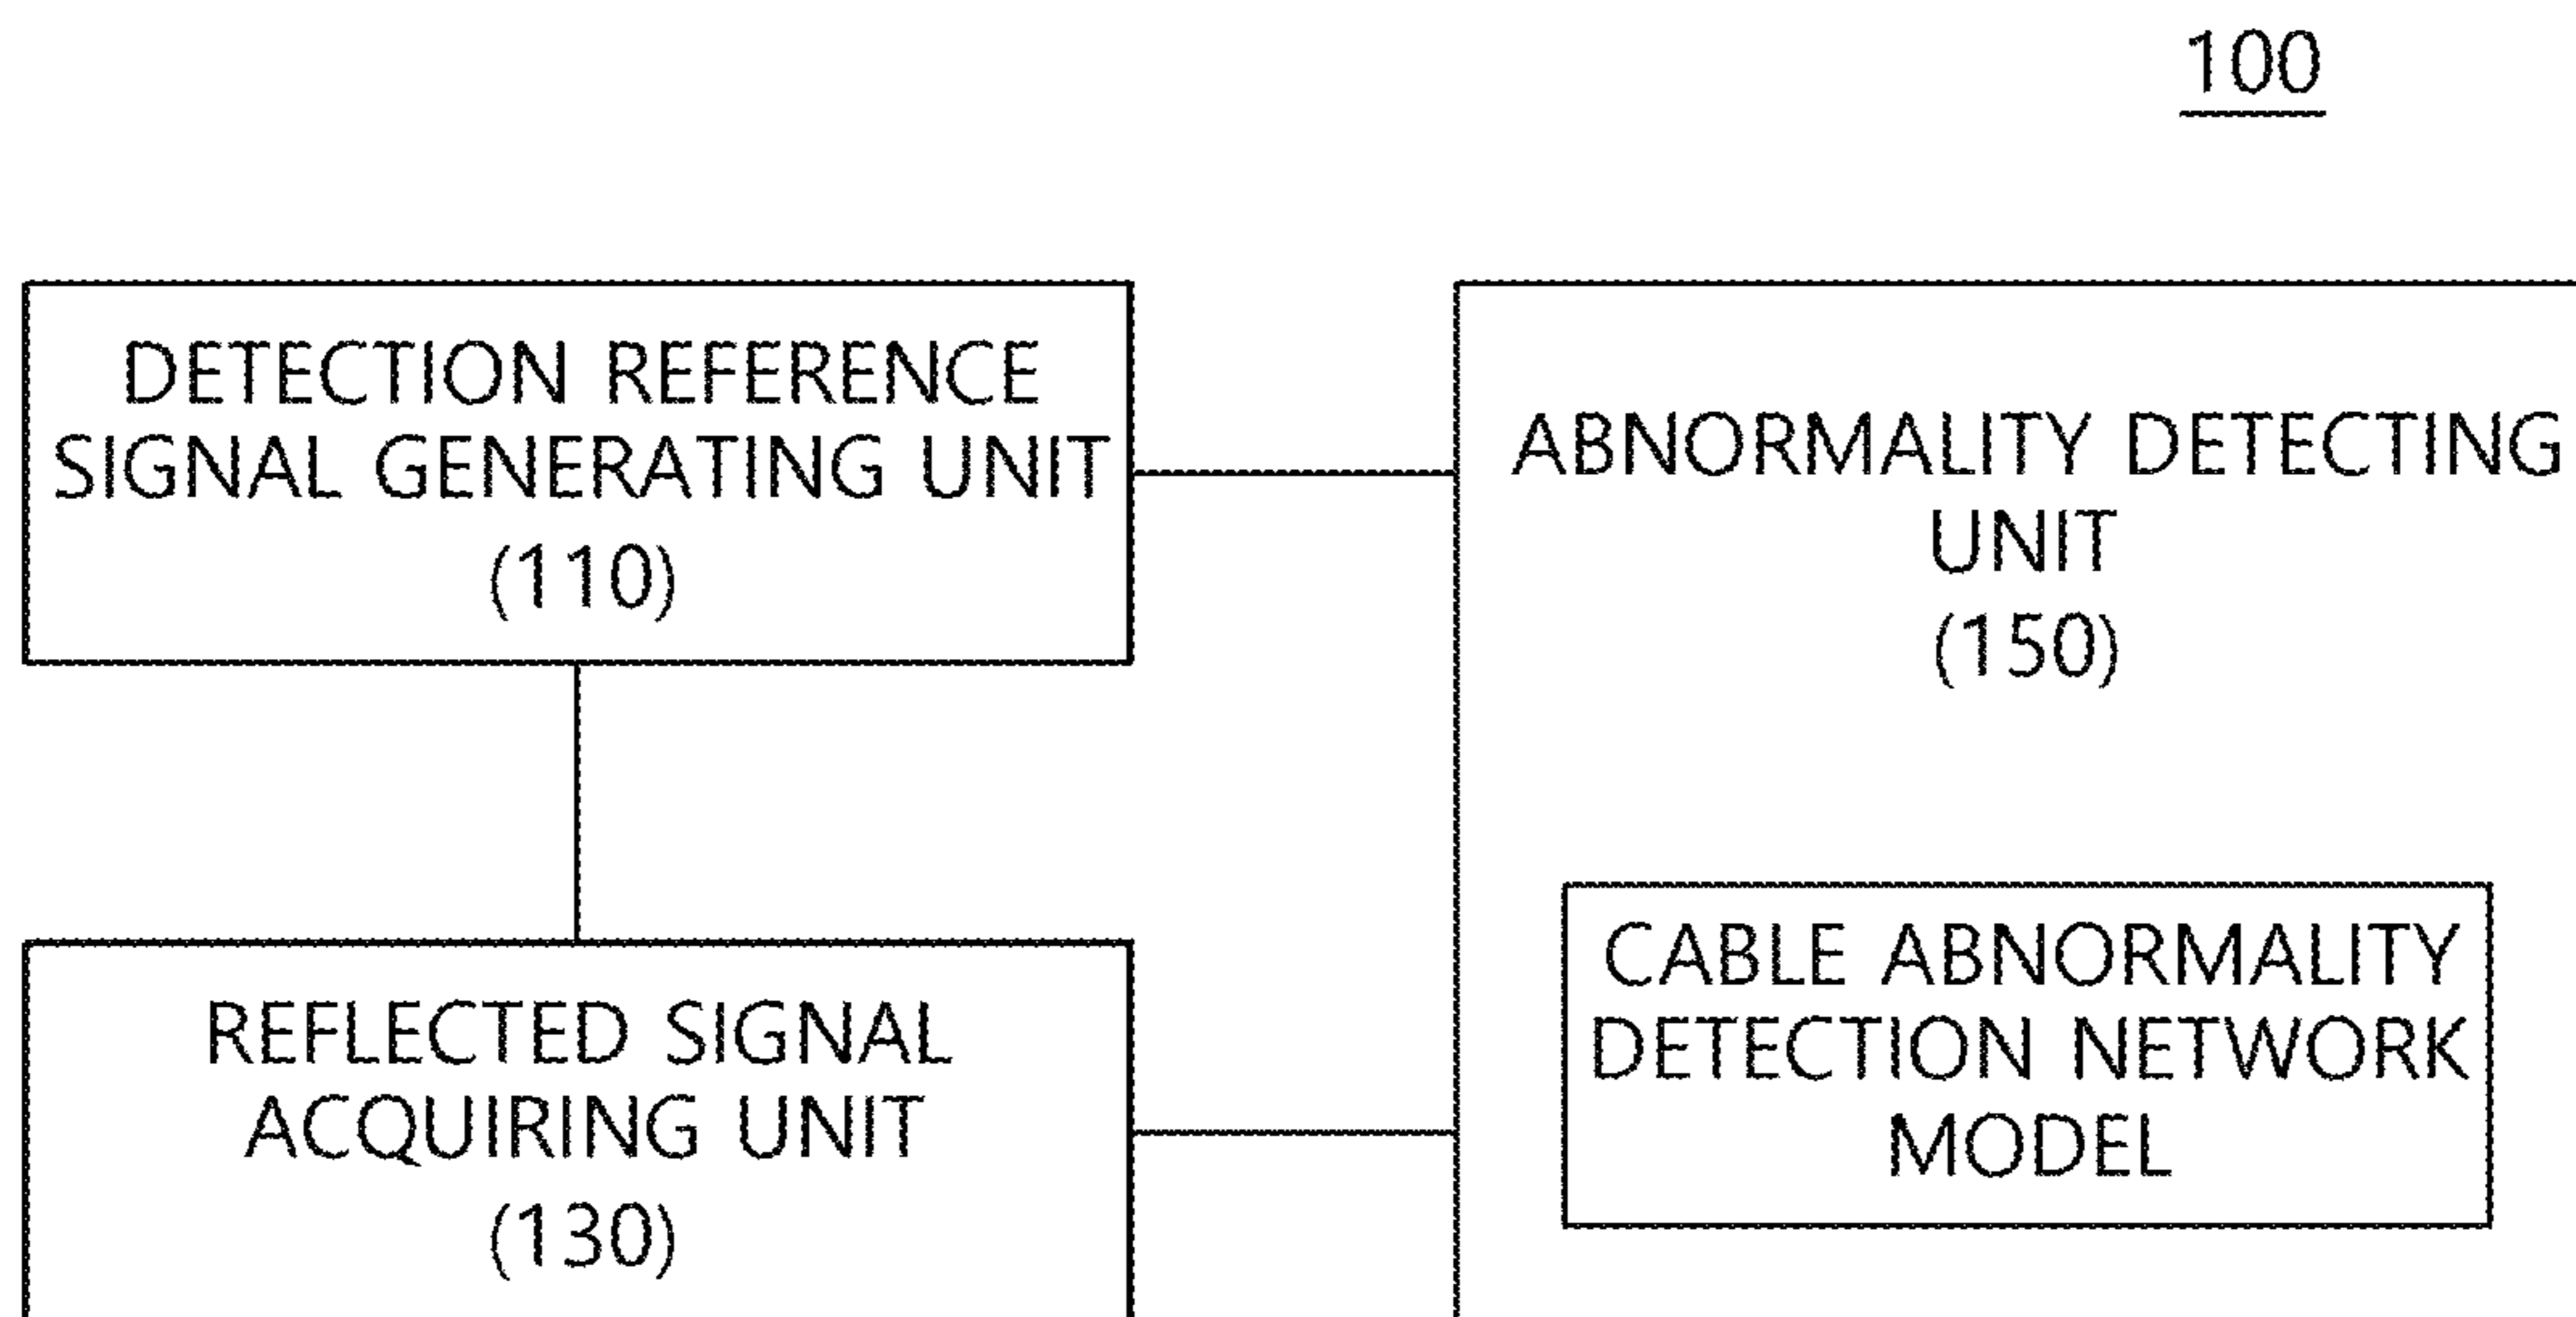 100
DETECTION REFERENCE
SIGNAL GENERATING UNIT
(110)
ABNORMALITY DETECTING
UNIT
(150)
REFLECTED SIGNAL
ACQUIRING UNIT
(130)
CABLE ABNORMALITY
DETECTION NETWORK
MODEL